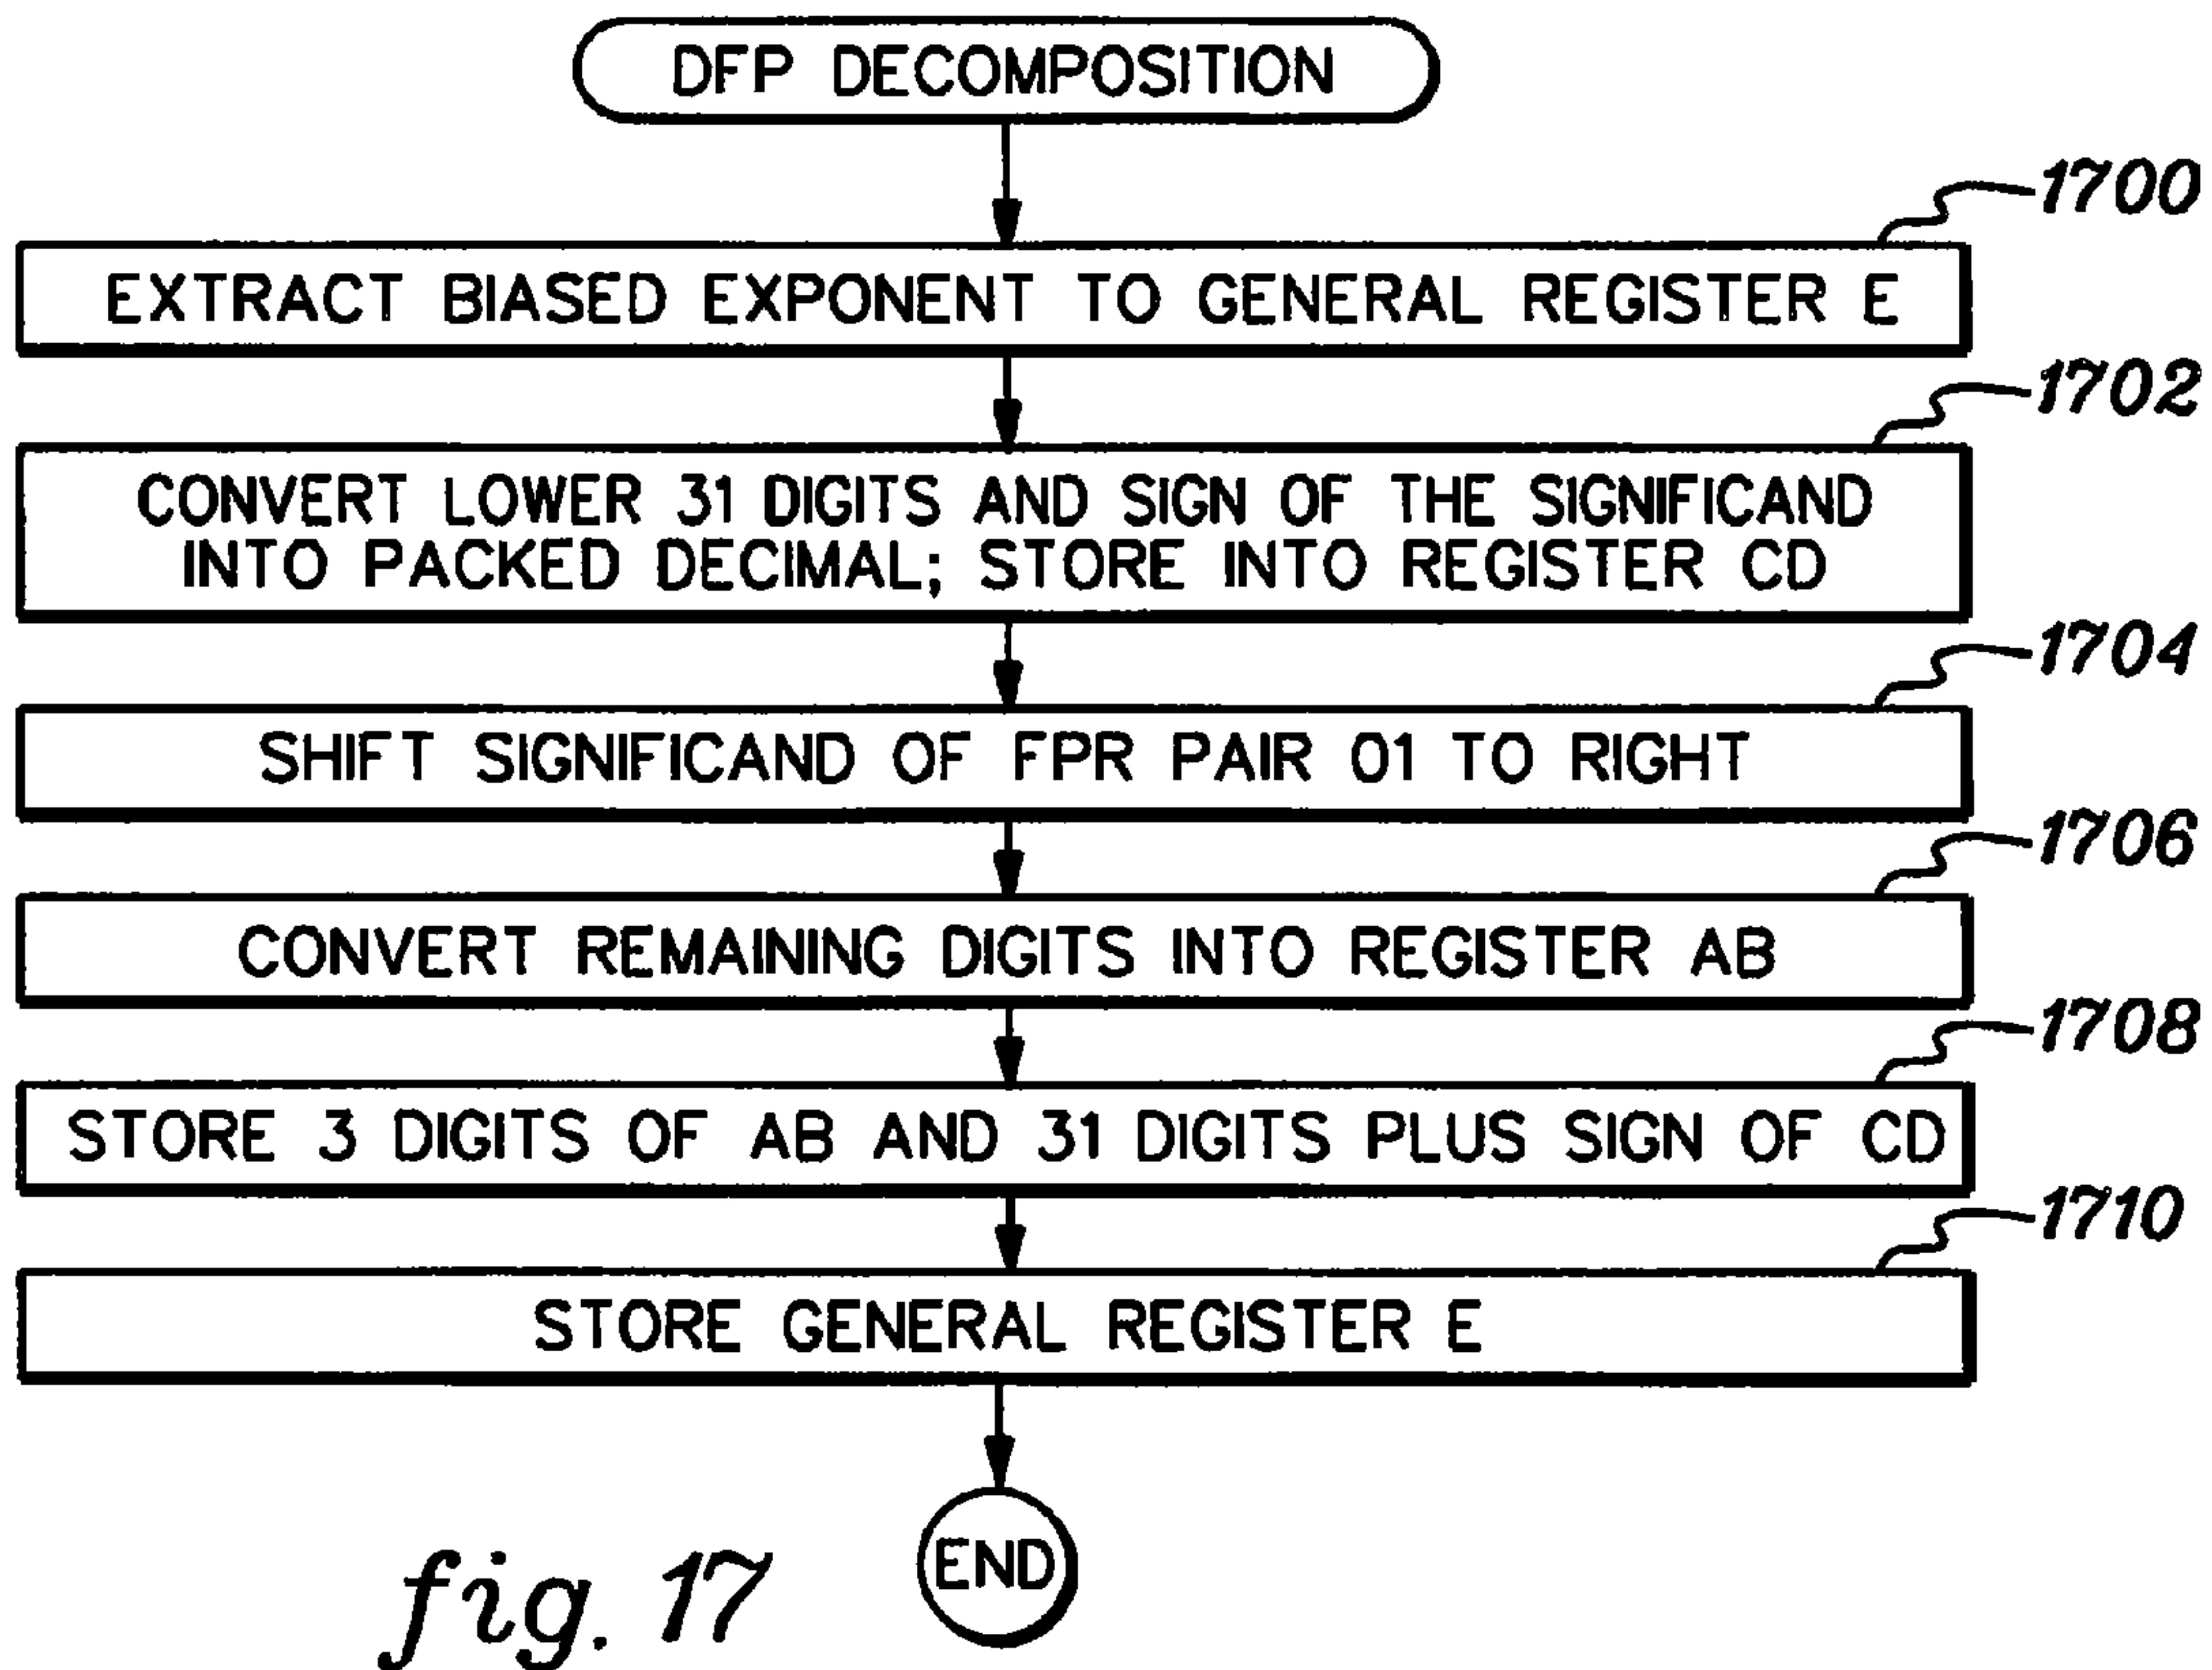 DFP DECOMPOSITION
1700
EXTRACT BIASED EXPONENT TO GENERAL REGISTER E
1702
CONVERT LOWER 31 DIGITS AND SIGN OF THE SIGNIFICAND
INTO PACKED DECIMAL; STORE INTO REGISTER CD
1704
SHIFT SIGNIFICAND OF FPR PAIR 01 TO RIGHT
1706
CONVERT REMAINING DIGITS INTO REGISTER AB
1708
STORE 3 DIGITS OF AB AND 31 DIGITS PLUS SIGN OF CD
1710
STORE GENERAL REGISTER E
END
fig. 17